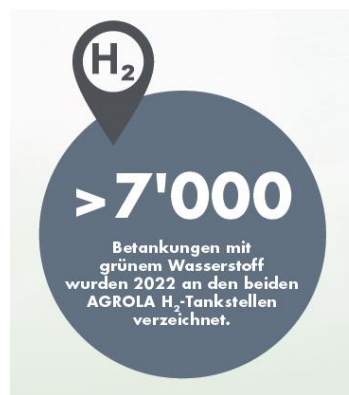 H₂
>7'000
Betankungen mit
grünem Wasserstoff
wurden 2022 an den beiden
AGROLA H₂-Tankstellen
verzeichnet.